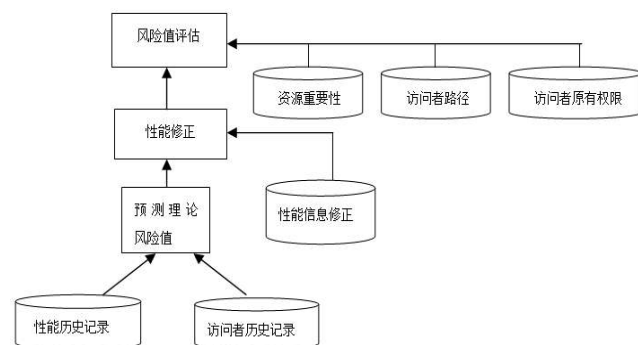 风险值评估
资源重要性
访问者路径
访问者原有权限
性能修正
预测理论
风险值
性能信息修正
性能历史记录
访问者历史记录